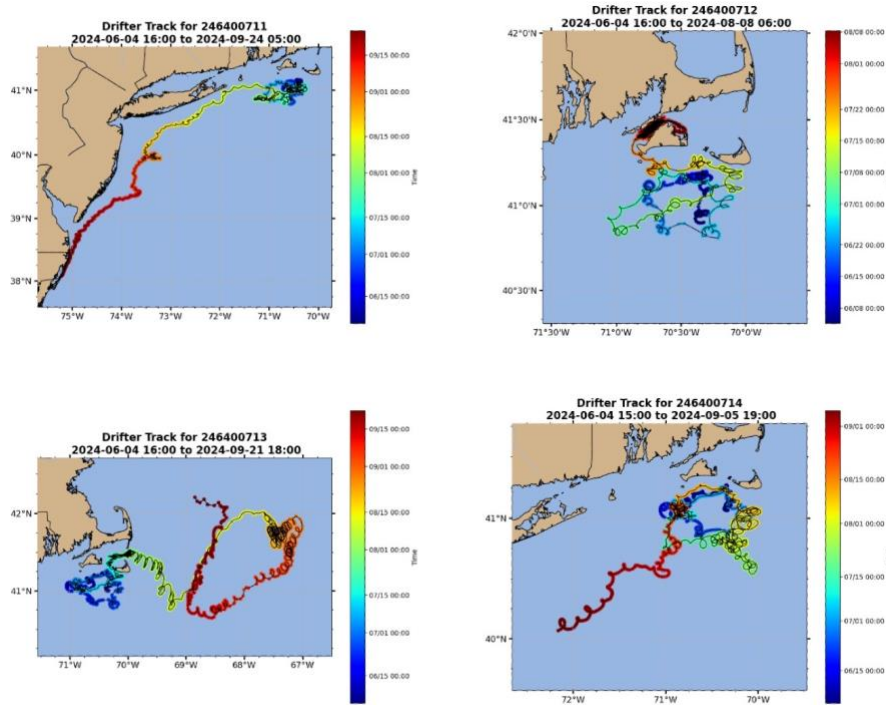 Drifter Track for 246400711
2024-06-04 16:00 to 2024-09-24 05:00
41°N
40°N
39°N
38°N
75°W 74°W 73°W 72°W 71°W 70°W
09/15 00:00
09/01 00:00
08/15 00:00
08/01 00:00
07/15 00:00
07/01 00:00
06/15 00:00
Time
Drifter Track for 246400712
2024-06-04 16:00 to 2024-08-08 06:00
42°N
41°30'N
41°N
40°30'N
71°30'W 71°W 70°30'W 70°W
08/08 00:00
08/01 00:00
07/22 00:00
07/15 00:00
07/08 00:00
07/01 00:00
06/22 00:00
06/15 00:00
06/08 00:00
Drifter Track for 246400713
2024-06-04 16:00 to 2024-09-21 18:00
42°N
41°N
71°W 70°W 69°W 68°W 67°W
09/15 00:00
09/01 00:00
08/15 00:00
08/01 00:00
07/15 00:00
07/01 00:00
06/15 00:00
Time
Drifter Track for 246400714
2024-06-04 15:00 to 2024-09-05 19:00
41°N
40°N
72°W 71°W 70°W
09/01 00:00
08/15 00:00
08/01 00:00
07/15 00:00
07/01 00:00
06/15 00:00